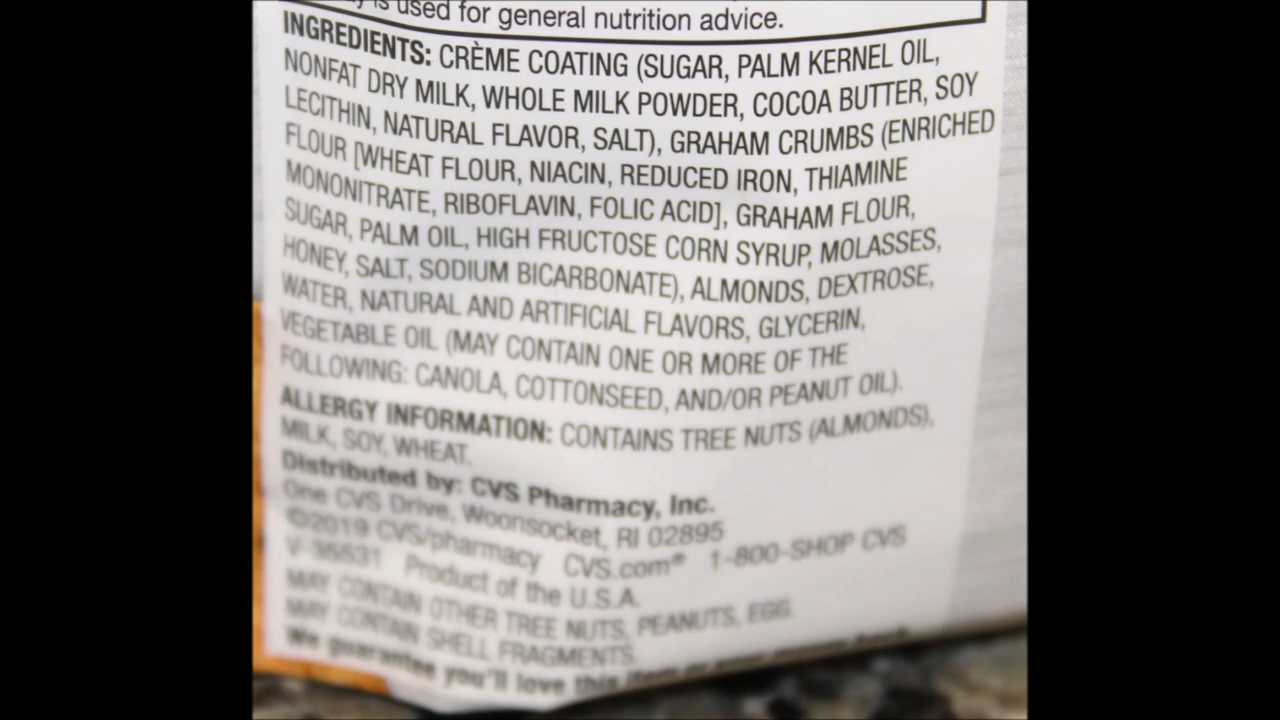 is used for general nutrition advice.
INGREDIENTS: CRÈME COATING (SUGAR, PALM KERNEL OIL,
NONFAT DRY MILK, WHOLE MILK POWDER, COCOA BUTTER, SOY
LECITHIN, NATURAL FLAVOR, SALT), GRAHAM CRUMBS (ENRICHED
FLOUR [WHEAT FLOUR, NIACIN, REDUCED IRON, THIAMINE
MONONITRATE, RIBOFLAVIN, FOLIC ACID], GRAHAM FLOUR,
SUGAR, PALM OIL, HIGH FRUCTOSE CORN SYRUP, MOLASSES,
HONEY, SALT, SODIUM BICARBONATE), ALMONDS, DEXTROSE,
WATER, NATURAL AND ARTIFICIAL FLAVORS, GLYCERIN,
VEGETABLE OIL (MAY CONTAIN ONE OR MORE OF THE
FOLLOWING: CANOLA, COTTONSEED, AND/OR PEANUT OIL).
ALLERGY INFORMATION: CONTAINS TREE NUTS (ALMONDS),
MILK, SOY, WHEAT.
Distributed by: CVS Pharmacy, Inc.
One CVS Drive, Woonsocket, RI 02895
©2019 CVS/pharmacy CVS.com® 1-800-SHOP CVS
Product of the U.S.A.
MAY CONTAIN OTHER TREE NUTS, PEANUTS, EGG.
MAY CONTAIN SHELL FRAGMENTS.
We guarantee you'll love this item or